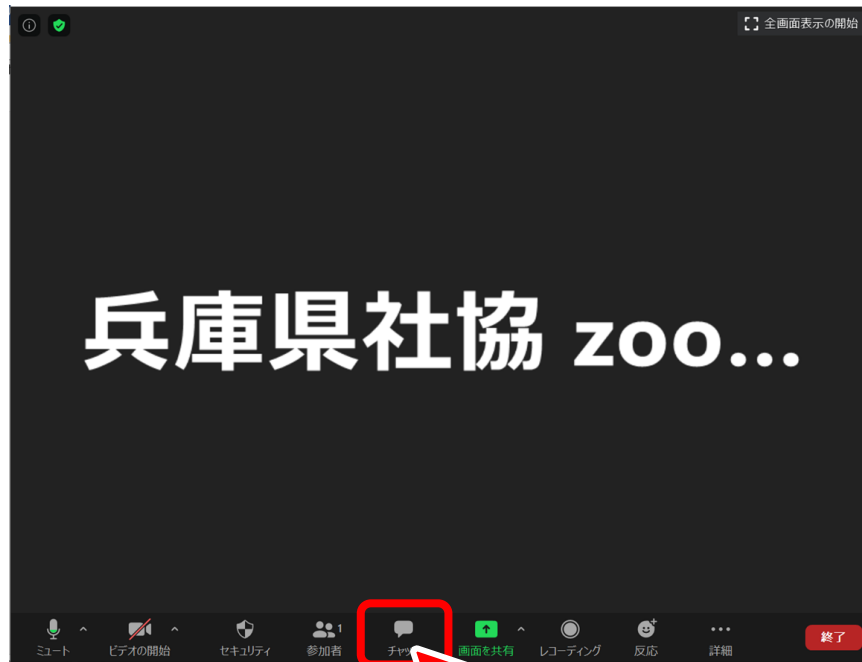 全画面表示の開始
兵庫県社協 zoo...
1
ミュート
ビデオの開始
セキュリティ
参加者
画面を共有
レコーディング
反応
詳細
終了